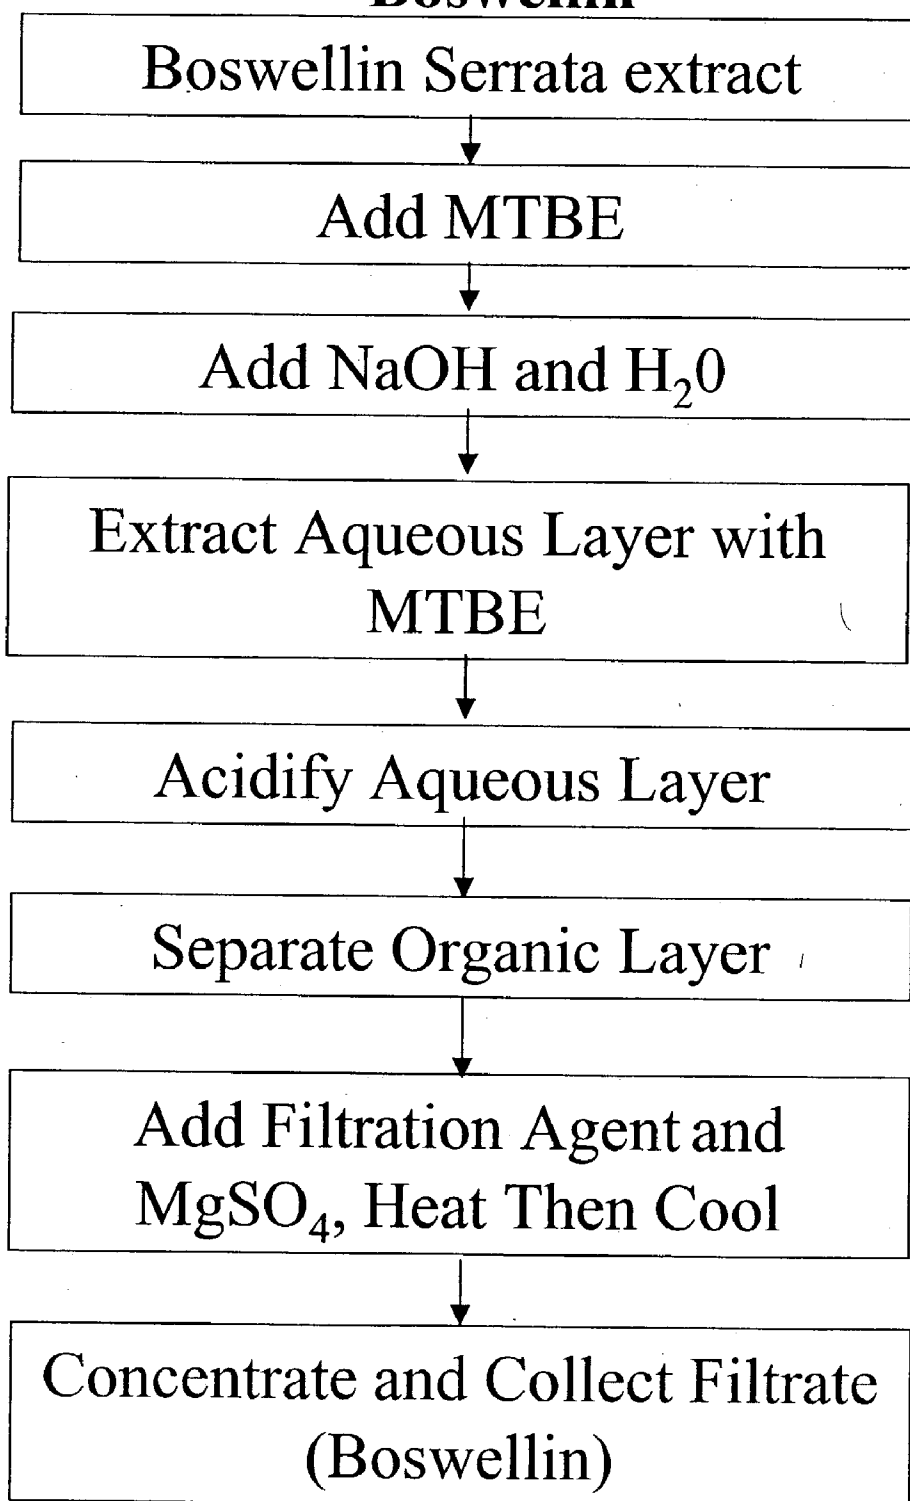 Boswellin
Boswellin Serrata extract
Add MTBE
Add NaOH and H₂0
Extract Aqueous Layer with
MTBE
Acidify Aqueous Layer
Separate Organic Layer
Add Filtration Agent and
MgSO₄, Heat Then Cool
Concentrate and Collect Filtrate
(Boswellin)